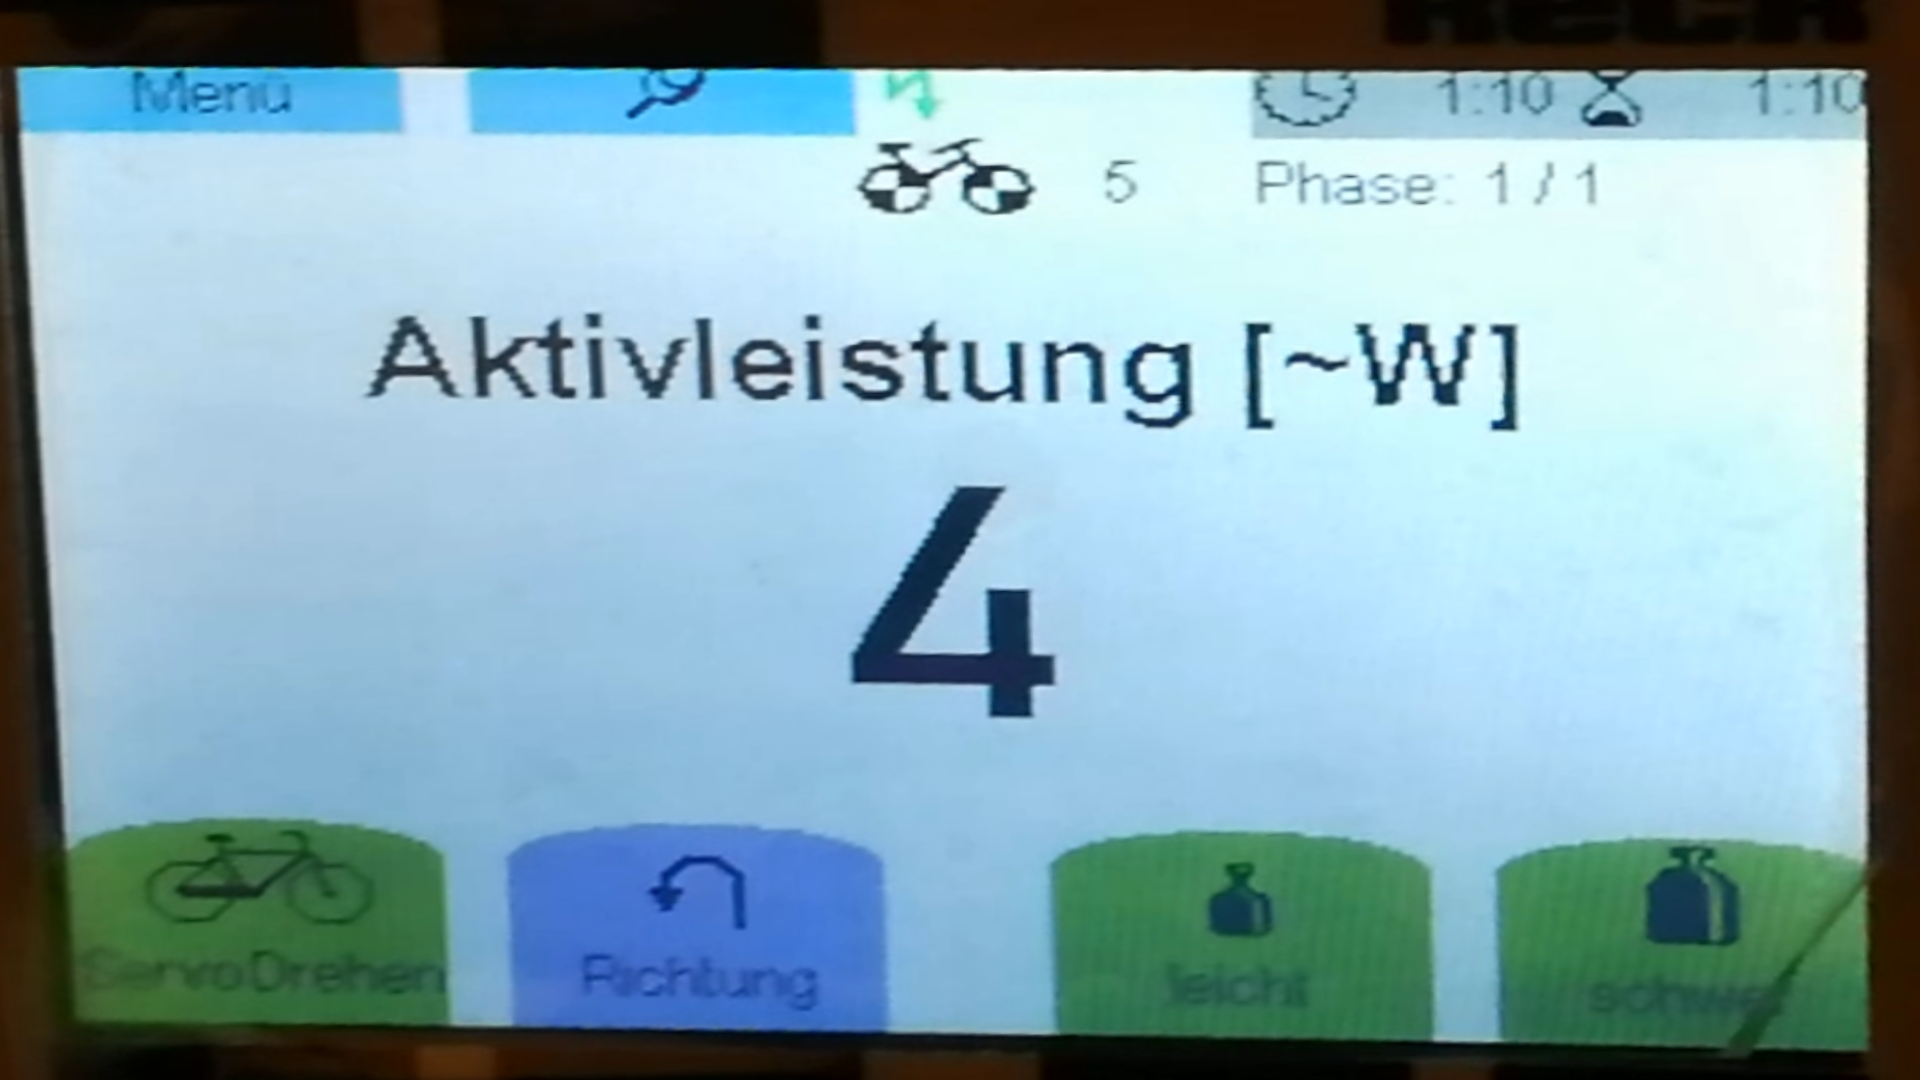 Menü 1:10 1:10
5 Phase: 1 / 1
Aktivleistung [~W]
4
ServoDrehen Richtung leicht